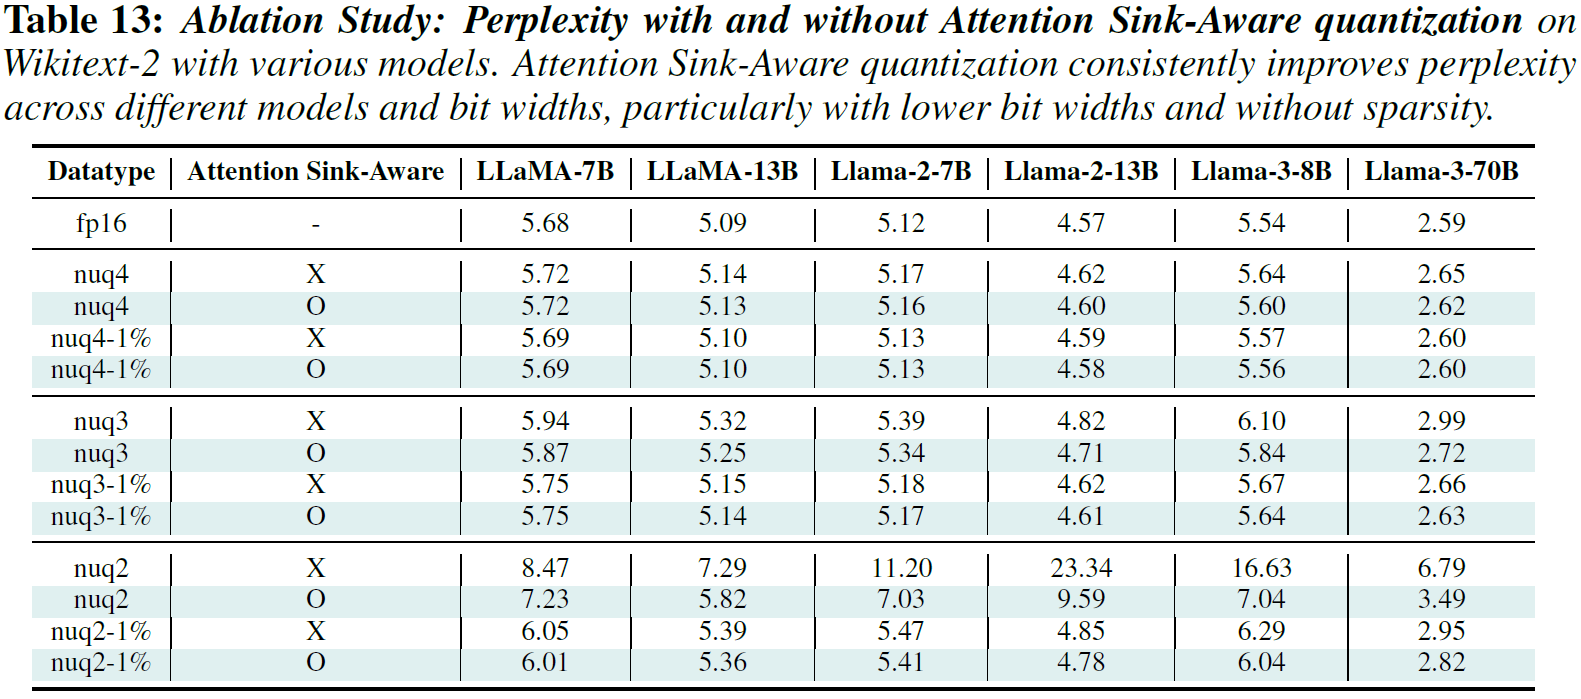 Table 13: Ablation Study: Perplexity with and without Attention Sink-Aware quantization on
Wikitext-2 with various models. Attention Sink-Aware quantization consistently improves perplexity
across different models and bit widths, particularly with lower bit widths and without sparsity.
Datatype Attention Sink-Aware LLaMA-7B LLaMA-13B Llama-2-7B Llama-2-13B Llama-3-8B Llama-3-70B
fp16 - 5.68 5.09 5.12 4.57 5.54 2.59
nuq4 X 5.72 5.14 5.17 4.62 5.64 2.65
nuq4 O 5.72 5.13 5.16 4.60 5.60 2.62
nuq4-1% X 5.69 5.10 5.13 4.59 5.57 2.60
nuq4-1% O 5.69 5.10 5.13 4.58 5.56 2.60
nuq3 X 5.94 5.32 5.39 4.82 6.10 2.99
nuq3 O 5.87 5.25 5.34 4.71 5.84 2.72
nuq3-1% X 5.75 5.15 5.18 4.62 5.67 2.66
nuq3-1% O 5.75 5.14 5.17 4.61 5.64 2.63
nuq2 X 8.47 7.29 11.20 23.34 16.63 6.79
nuq2 O 7.23 5.82 7.03 9.59 7.04 3.49
nuq2-1% X 6.05 5.39 5.47 4.85 6.29 2.95
nuq2-1% O 6.01 5.36 5.41 4.78 6.04 2.82